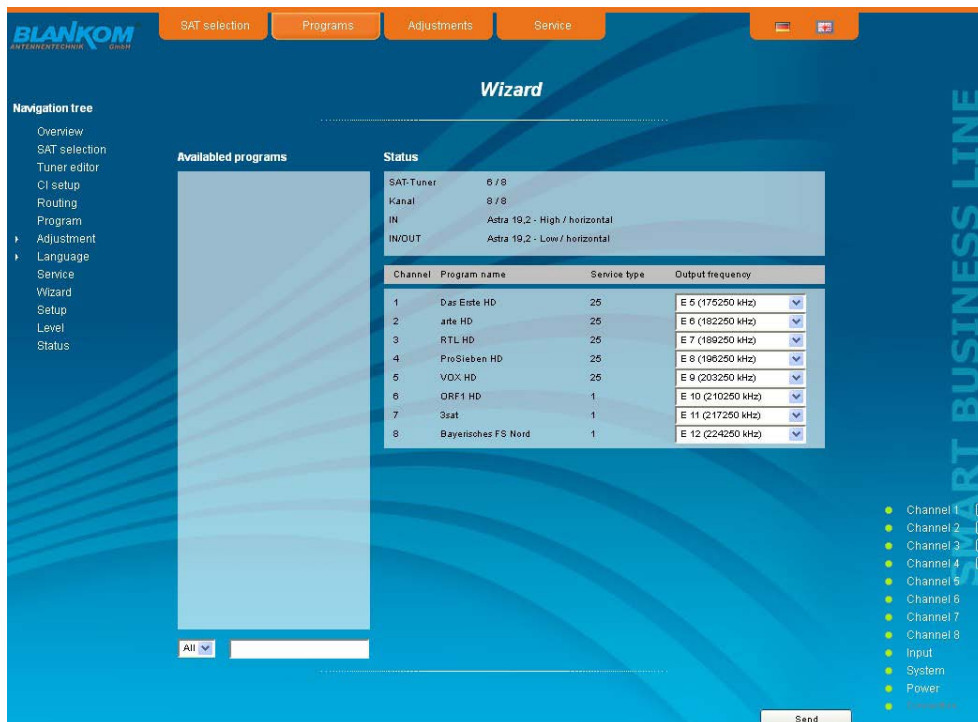 BLANKOM
ANTENNENTECHNIK GmbH
SAT selection
Programs
Adjustments
Service
Wizard
Navigation tree
Overview
SAT selection
Tuner editor
CI setup
Routing
Program
Adjustment
Language
Service
Wizard
Setup
Level
Status
Availabled programs
All
Status
SAT-Tuner 6 / 8
Kanal 8 / 8
IN Astra 19,2 - High / horizontal
IN/OUT Astra 19,2 - Low / horizontal
Channel Program name Service type Output frequency
1 Das Erste HD 25 E 5 (175250 kHz)
2 arte HD 25 E 6 (182250 kHz)
3 RTL HD 25 E 7 (189250 kHz)
4 ProSieben HD 25 E 8 (196250 kHz)
5 VOX HD 25 E 9 (203250 kHz)
6 ORF1 HD 1 E 10 (210250 kHz)
7 3sat 1 E 11 (217250 kHz)
8 Bayerisches FS Nord 1 E 12 (224250 kHz)
Send
SMART BUSINESS LINE
Channel 1
Channel 2
Channel 3
Channel 4
Channel 5
Channel 6
Channel 7
Channel 8
Input
System
Power